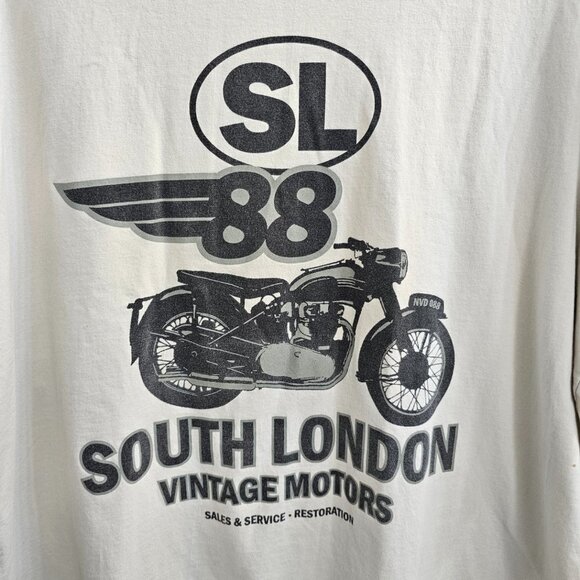 SL
88
NVD 888
SOUTH LONDON
VINTAGE MOTORS
SALES & SERVICE - RESTORATION